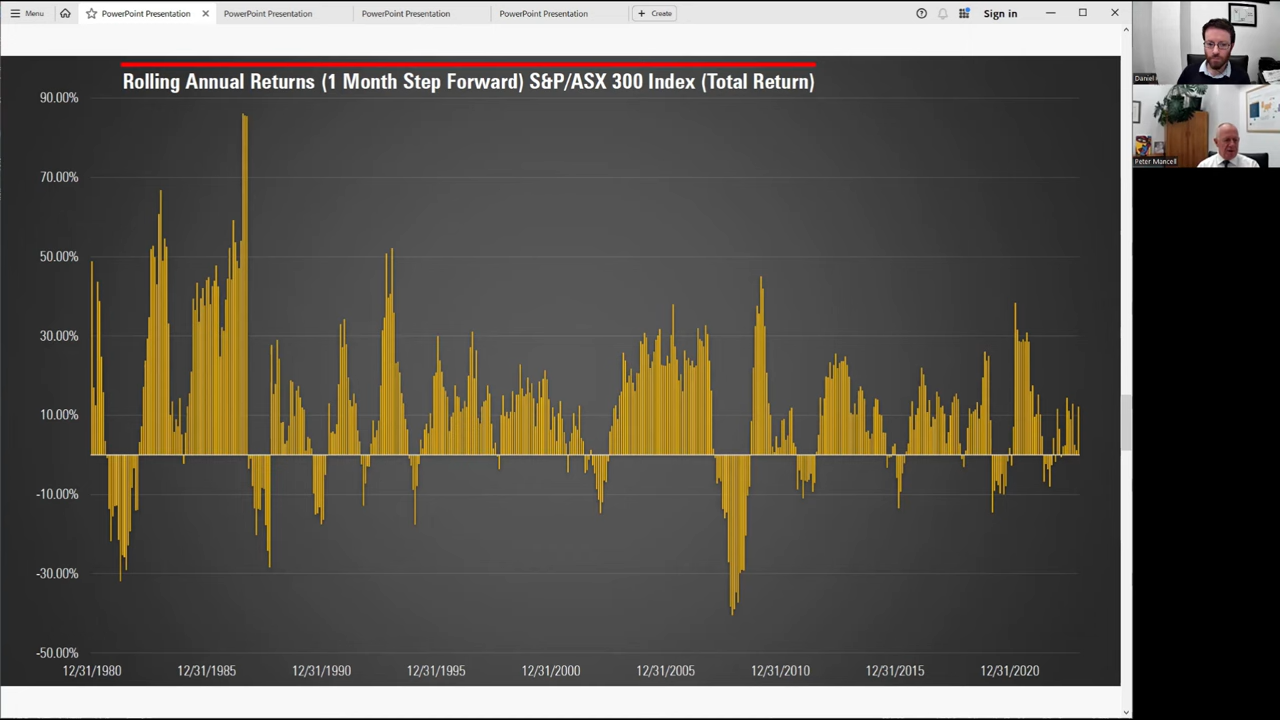 Menu
PowerPoint Presentation
PowerPoint Presentation
PowerPoint Presentation
PowerPoint Presentation
+ Create
Sign in
Daniel
Peter Mancell
Rolling Annual Returns (1 Month Step Forward) S&P/ASX 300 Index (Total Return)
90.00%
70.00%
50.00%
30.00%
10.00%
-10.00%
-30.00%
-50.00%
12/31/1980
12/31/1985
12/31/1990
12/31/1995
12/31/2000
12/31/2005
12/31/2010
12/31/2015
12/31/2020